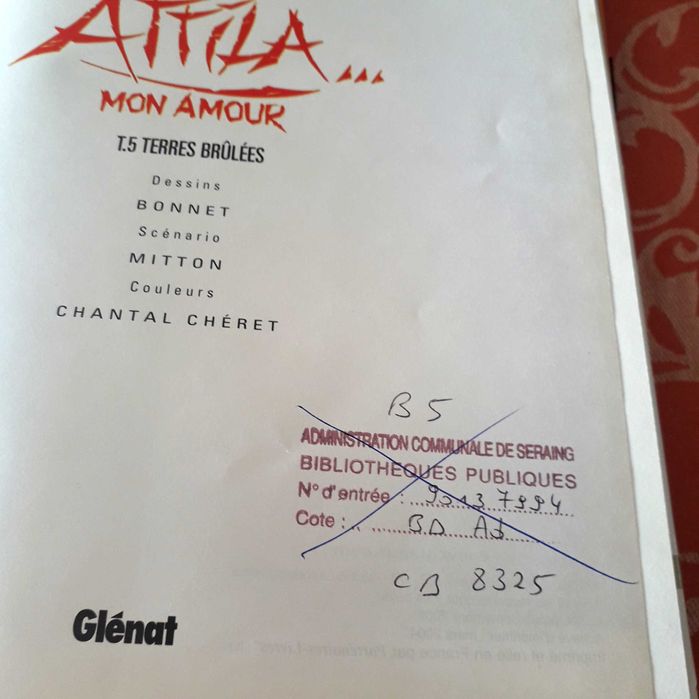 ATTILA...
MON AMOUR
T.5 TERRES BRÛLÉES
Dessins
BONNET
Scénario
MITTON
Couleurs
CHANTAL CHÉRET
B5
ADMINISTRATION COMMUNALE DE SERAING
BIBLIOTHEQUES PUBLIQUES
N° d'entrée :
Cote : BD
CB 8325
Glénat